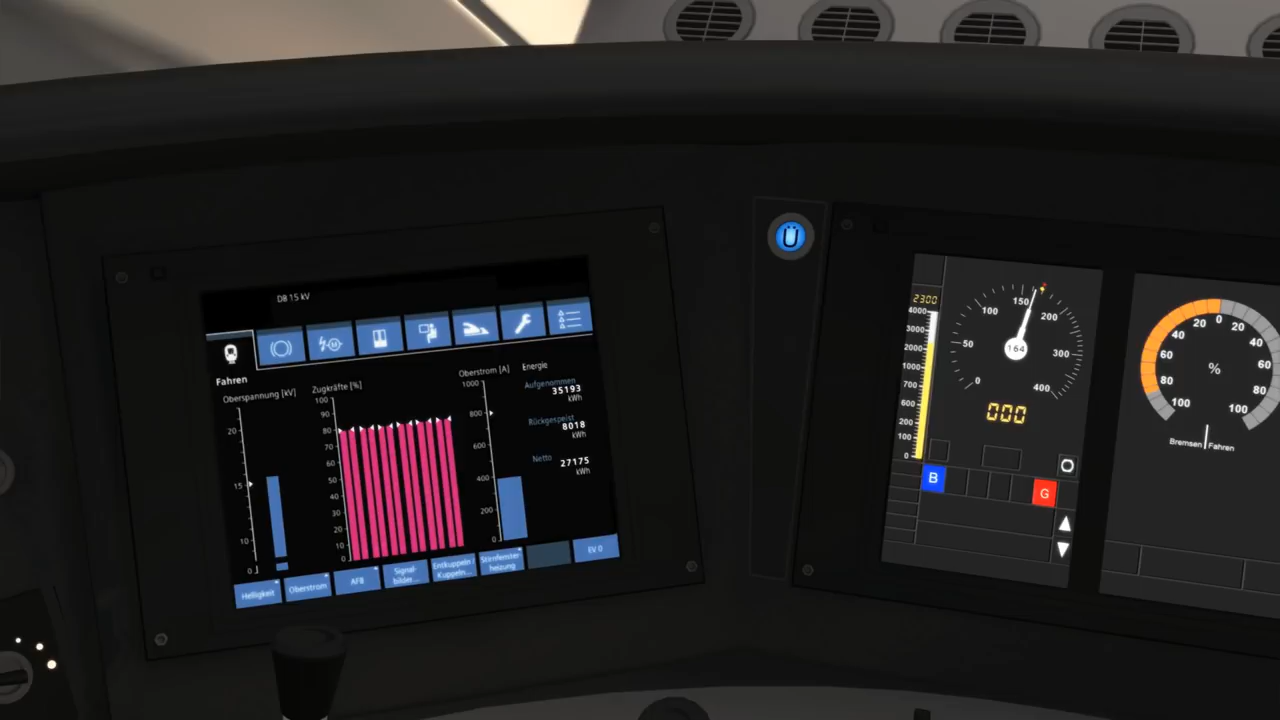 DB 15 kV
Fahren
Oberspannung [kV]
20
15
10
0
Zugkräfte [%]
100
90
80
70
60
50
40
30
20
10
0
Oberstrom [A]
1000
800
600
400
200
0
Energie
Aufgenommen
35193
kWh
Rückgespeist
8018
kWh
Netto
27175
kWh
Helligkeit
Oberstrom
AFB
Signal-
bilder...
Entkuppeln
Kuppeln...
Stirnfenster
heizung
EV 0
Ü
2300
4000
3000
2000
1000
700
600
200
100
0
0
50
100
150
200
300
400
164
000
B
G
100
80
60
40
20
0
20
40
60
80
100
%
Bremsen
Fahren